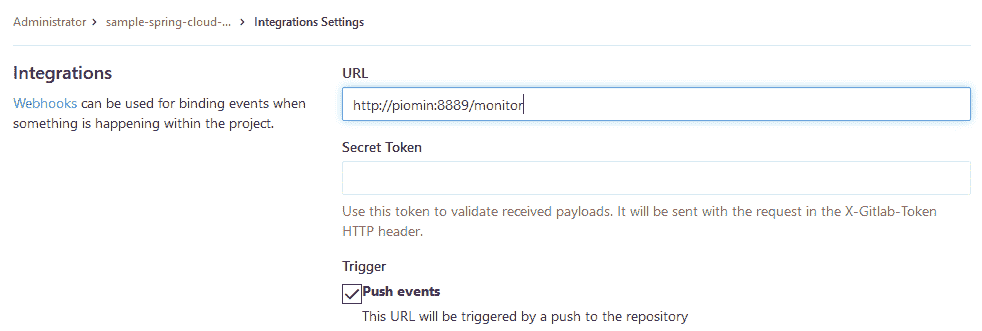 Administrator > sample-spring-cloud-... > Integrations Settings
Integrations
Webhooks can be used for binding events when
something is happening within the project.
URL
http://piomin:8889/monitor
Secret Token
Use this token to validate received payloads. It will be sent with the request in the X-Gitlab-Token
HTTP header.
Trigger
Push events
This URL will be triggered by a push to the repository